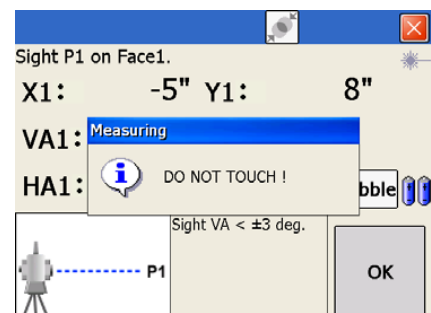 Sight P1 on Face1.
X1: -5" Y1: 8"
VA1:
Measuring
HA1:
DO NOT TOUCH !
bble
Sight VA < ±3 deg.
P1
OK